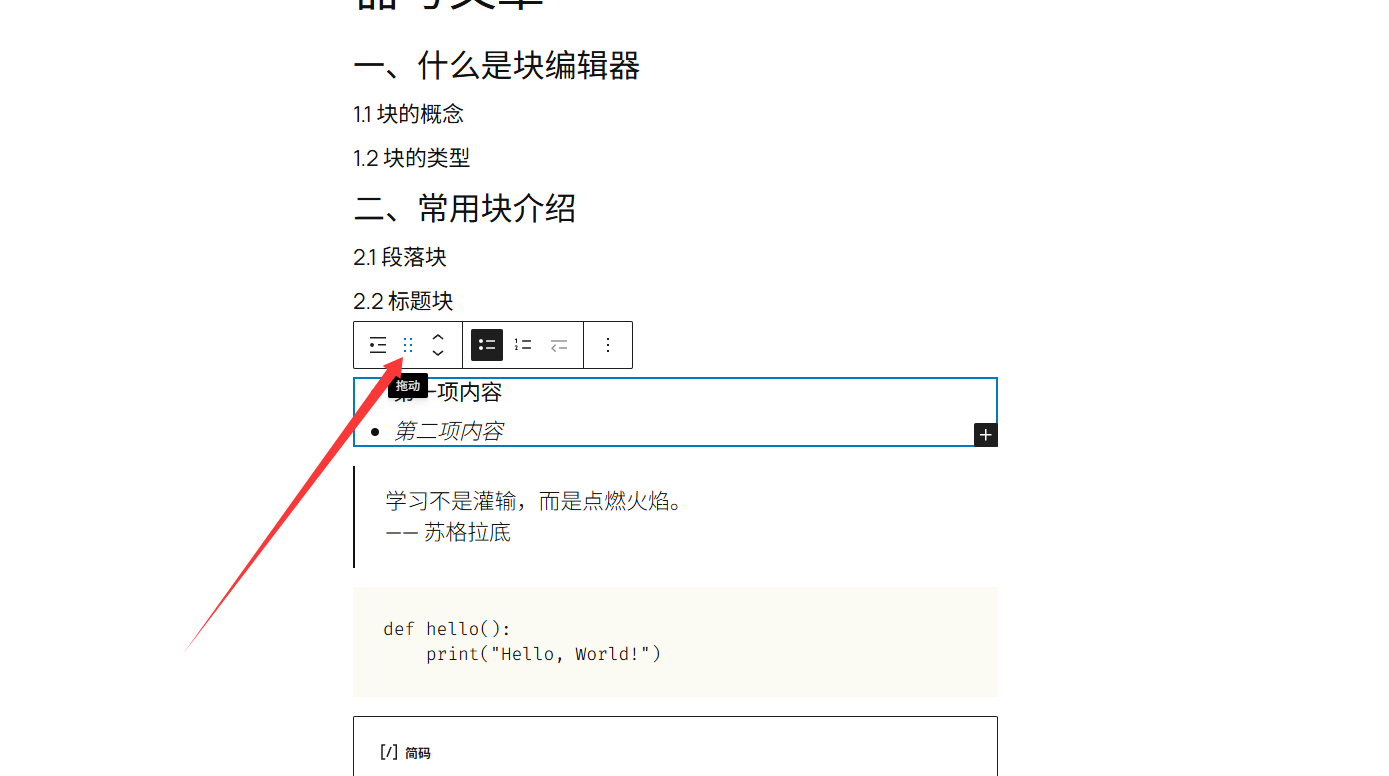 一、什么是块编辑器
1.1 块的概念
1.2 块的类型
二、常用块介绍
2.1 段落块
2.2 标题块
拖动
一项内容
第二项内容
学习不是灌输，而是点燃火焰。
—— 苏格拉底
def hello():
    print("Hello, World!")
[/] 简码